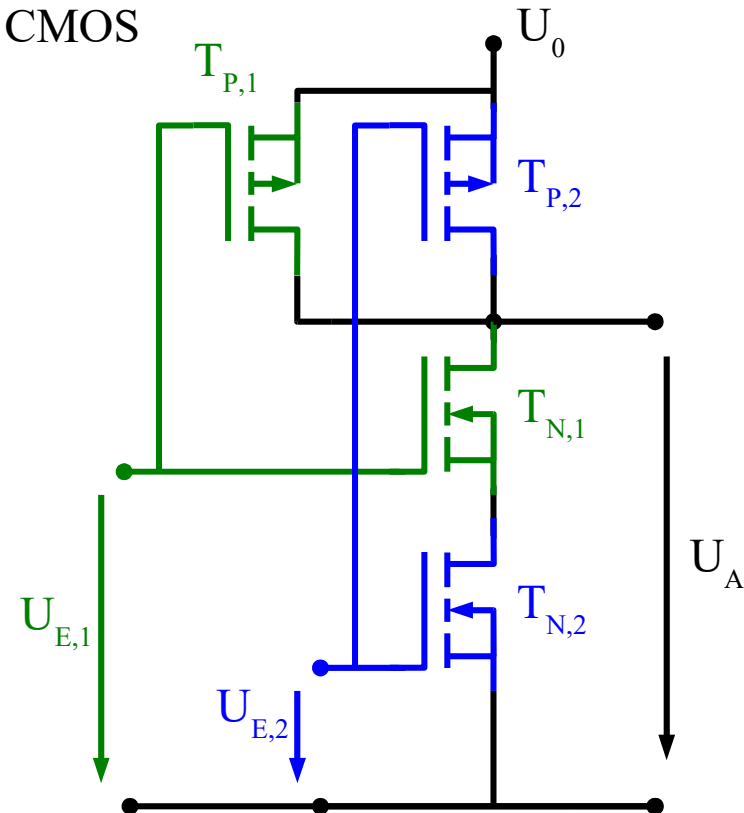 CMOS
U0
TP,1
TP,2
TN,1
UA
UE,1
TN,2
UE,2